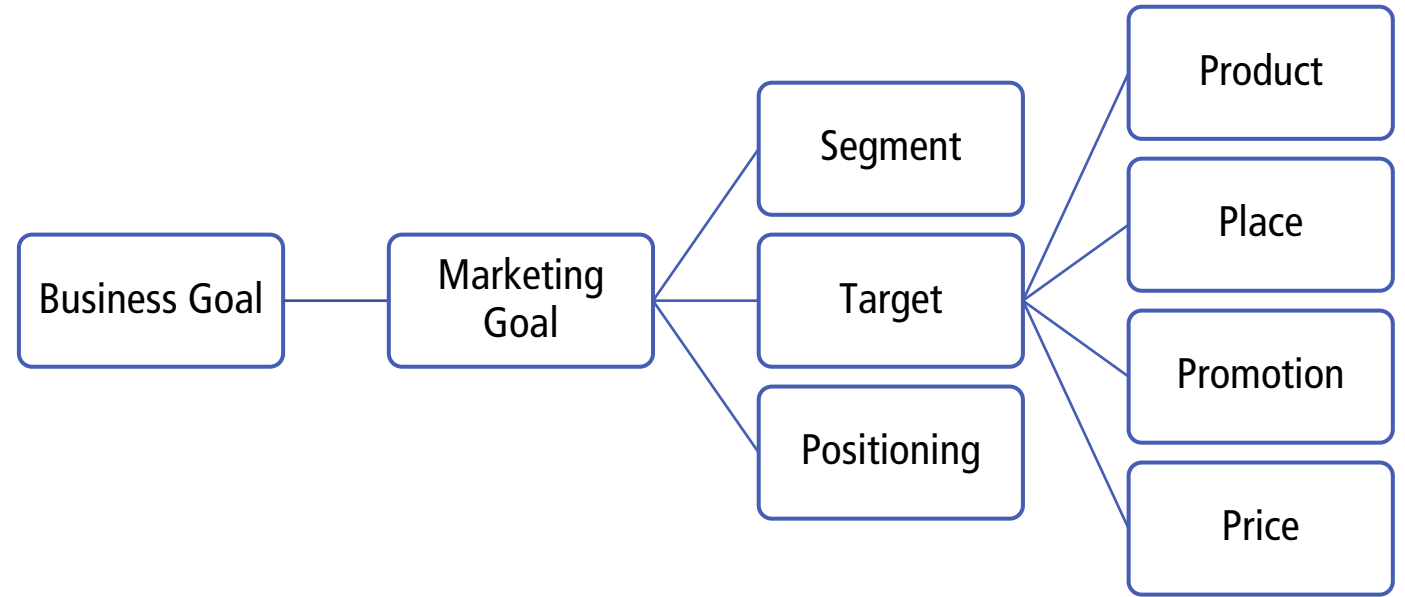 Business Goal
Marketing
Goal
Segment
Target
Positioning
Product
Place
Promotion
Price